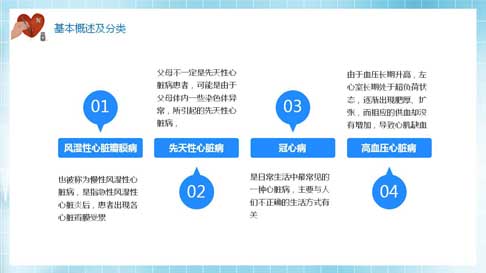 基本概述及分类
01
风湿性心脏瓣膜病
也被称为慢性风湿性心
脏病，是指急性风湿性
心脏炎后，患者出现各
心脏瓣膜受累
父母不一定是先天性心
脏病患者，可能是由于
父母体内一些染色体异
常，所引起的先天性心
脏病，
先天性心脏病
02
03
冠心病
是日常生活中最常见的
一种心脏病，主要与人
们不正确的生活方式有
关
由于血压长期升高，左
心室长期处于超负荷状
态，逐渐出现肥厚、扩
张，而相应的供血却没
有增加，导致心肌缺血
高血压心脏病
04